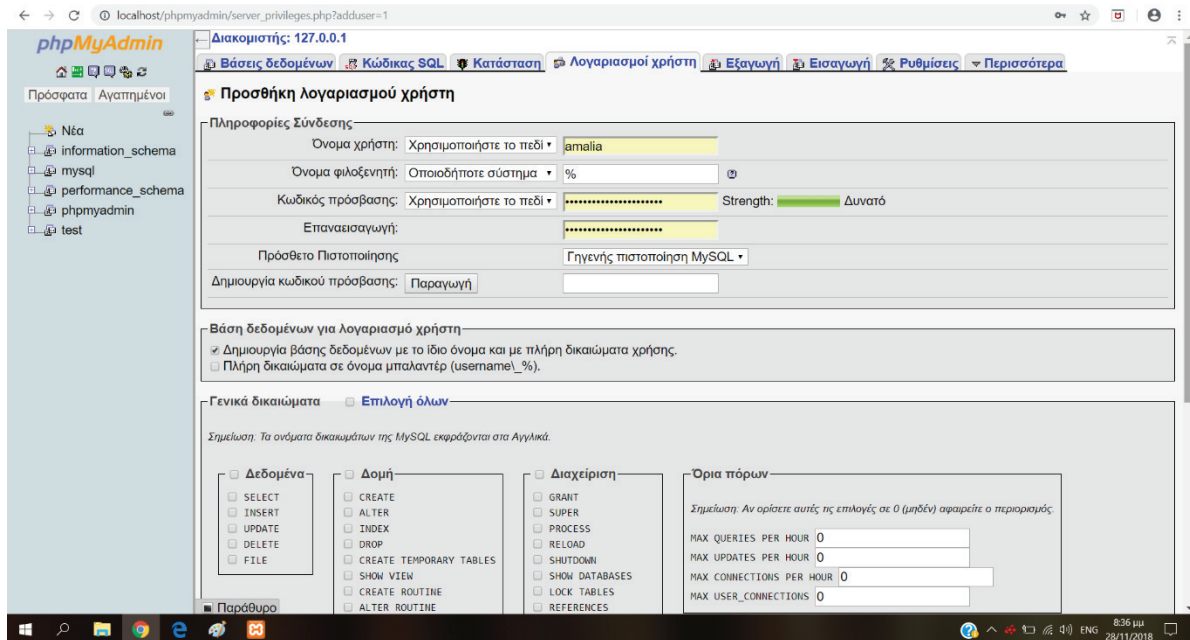 localhost/phpmyadmin/server_privileges.php?adduser=1
phpMyAdmin
Πρόσφατα Αγαπημένοι
Νέα
information_schema
mysql
performance_schema
phpmyadmin
test
Διακομιστής: 127.0.0.1
Βάσεις δεδομένων Κώδικας SQL Κατάσταση Λογαριασμοί χρήστη Εξαγωγή Εισαγωγή Ρυθμίσεις Περισσότερα
Προσθήκη λογαριασμού χρήστη
Πληροφορίες Σύνδεσης
Όνομα χρήστη: Χρησιμοποιήστε το πεδί amalia
Όνομα φιλοξενητή: Οποιοδήποτε σύστημα %
Κωδικός πρόσβασης: Χρησιμοποιήστε το πεδί •••••••••••••••••••••• Strength: Δυνατό
Επαναεισαγωγή: ••••••••••••••••••••••
Πρόσθετο Πιστοποίησης Γηγενής πιστοποίηση MySQL
Δημιουργία κωδικού πρόσβασης: Παραγωγή
Βάση δεδομένων για λογαριασμό χρήστη
Δημιουργία βάσης δεδομένων με το ίδιο όνομα και με πλήρη δικαιώματα χρήσης.
Πλήρη δικαιώματα σε όνομα μπαλαντέρ (username\_%).
Γενικά δικαιώματα Επιλογή όλων
Σημείωση: Τα ονόματα δικαιωμάτων της MySQL εκφράζονται στα Αγγλικά.
Δεδομένα
SELECT
INSERT
UPDATE
DELETE
FILE
Δομή
CREATE
ALTER
INDEX
DROP
CREATE TEMPORARY TABLES
SHOW VIEW
CREATE ROUTINE
ALTER ROUTINE
Διαχείριση
GRANT
SUPER
PROCESS
RELOAD
SHUTDOWN
SHOW DATABASES
LOCK TABLES
REFERENCES
Όρια πόρων
Σημείωση: Αν ορίσετε αυτές τις επιλογές σε 0 (μηδέν) αφαιρείτε ο περιορισμός.
MAX QUERIES PER HOUR 0
MAX UPDATES PER HOUR 0
MAX CONNECTIONS PER HOUR 0
MAX USER_CONNECTIONS 0
Παράθυρο
ENG
8:36 μμ
28/11/2018